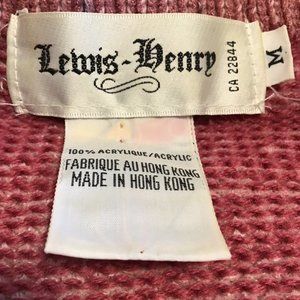 Lewis-Henry
CA 22844
M
100% ACRYLIQUE/ACRYLIC
FABRIQUE AU HONG KONG
MADE IN HONG KONG